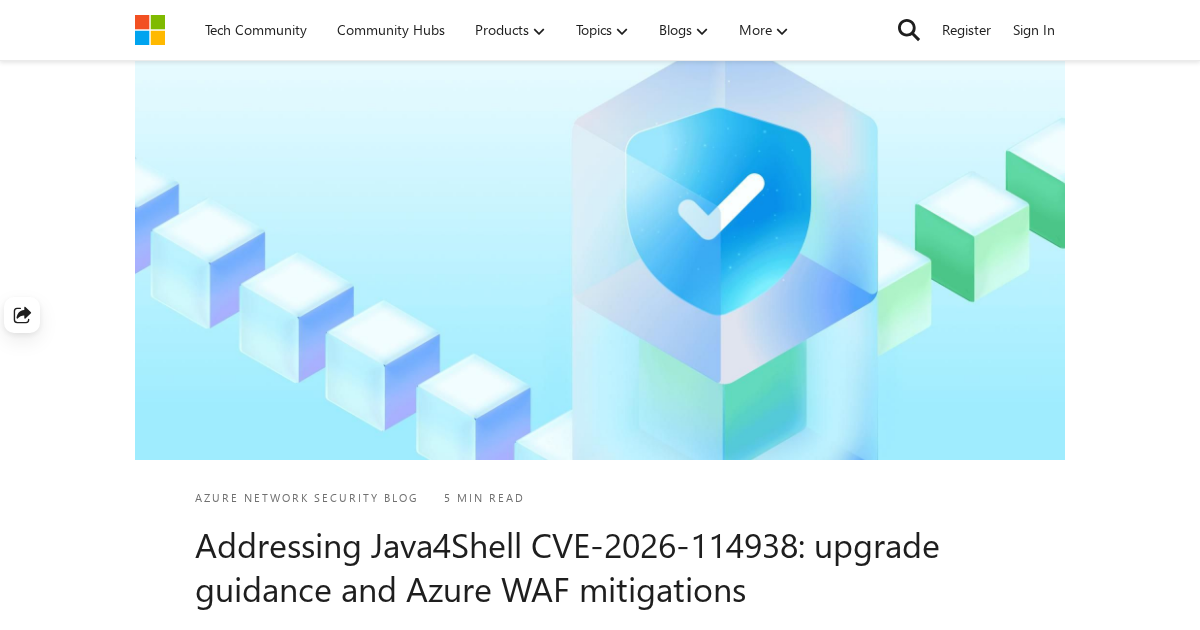 Tech Community Community Hubs Products Topics Blogs More Register Sign In
AZURE NETWORK SECURITY BLOG 5 MIN READ
Addressing Java4Shell CVE-2026-114938: upgrade
guidance and Azure WAF mitigations